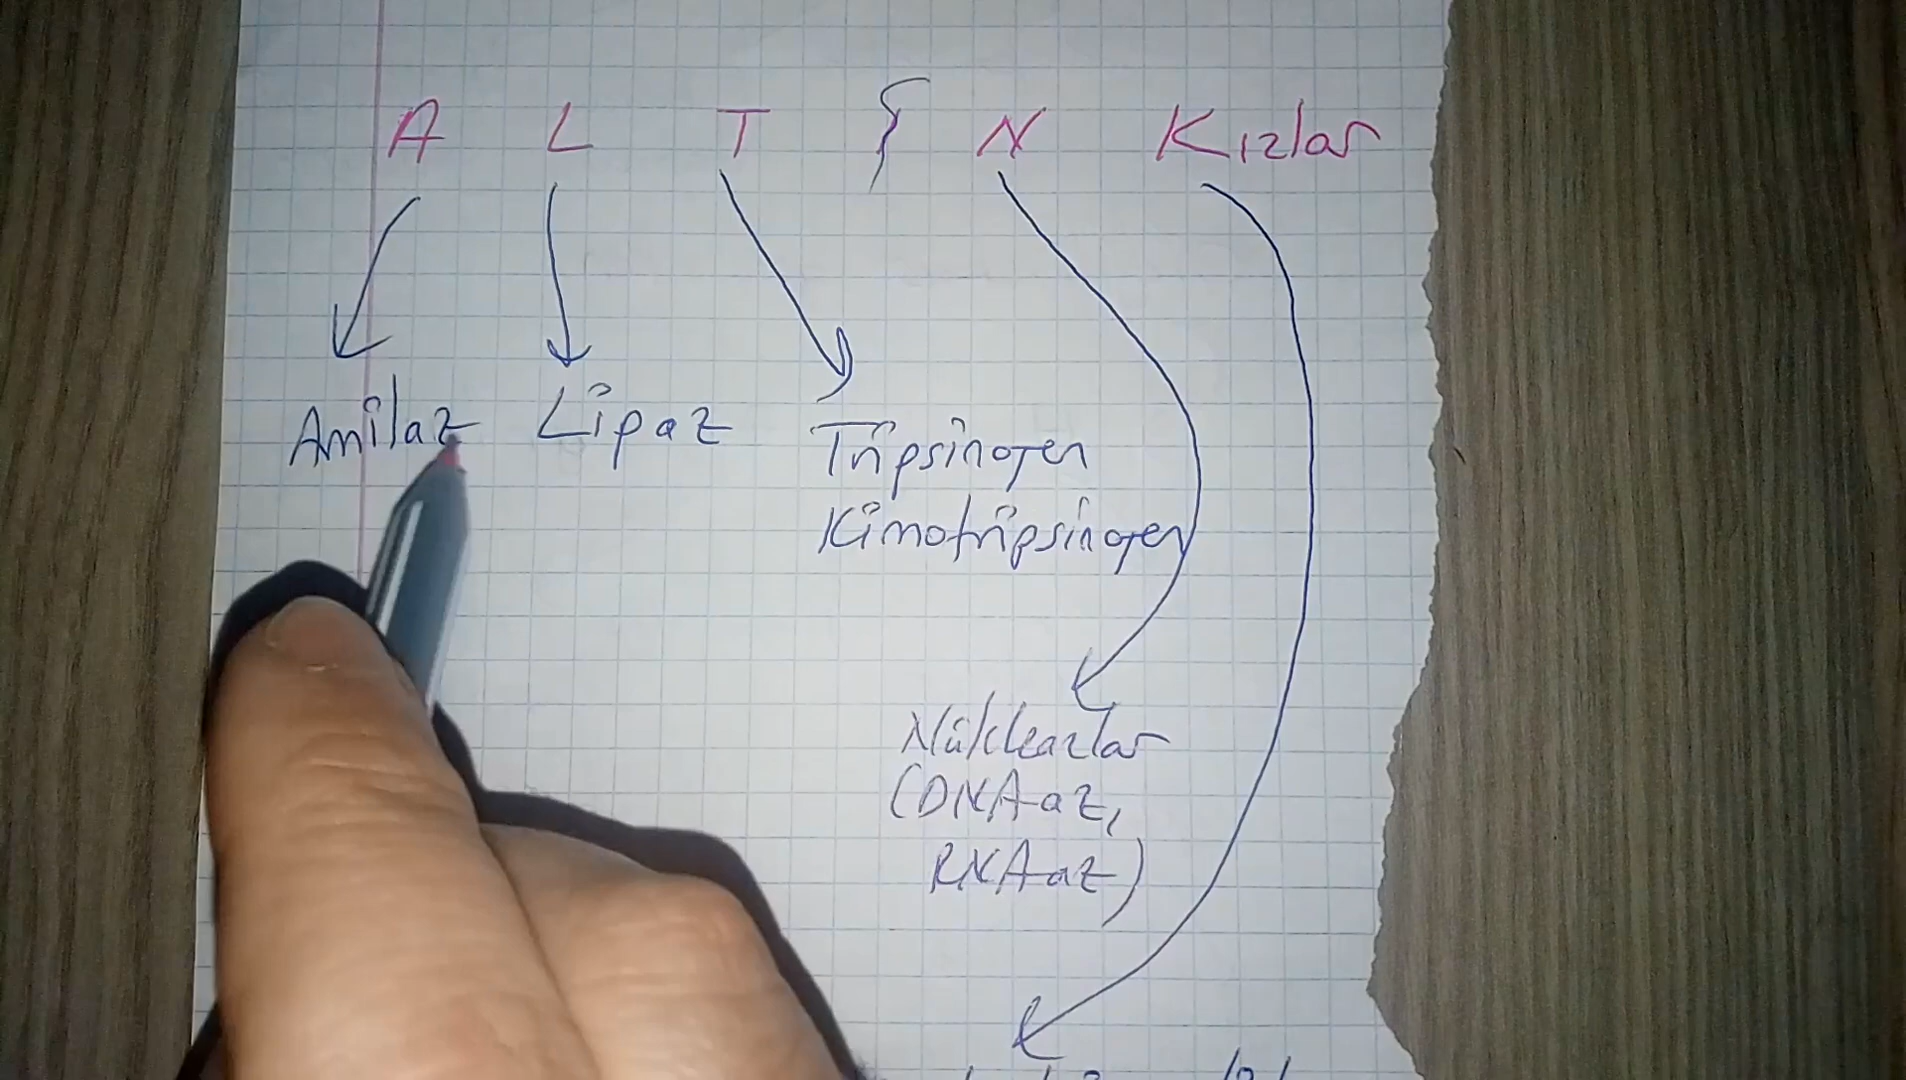 A L T I N Kızlar
Amilaz Lipaz
Tripsinojen
Kimotripsinojen
Nükleazlar
(DNA-az,
RNA-az)